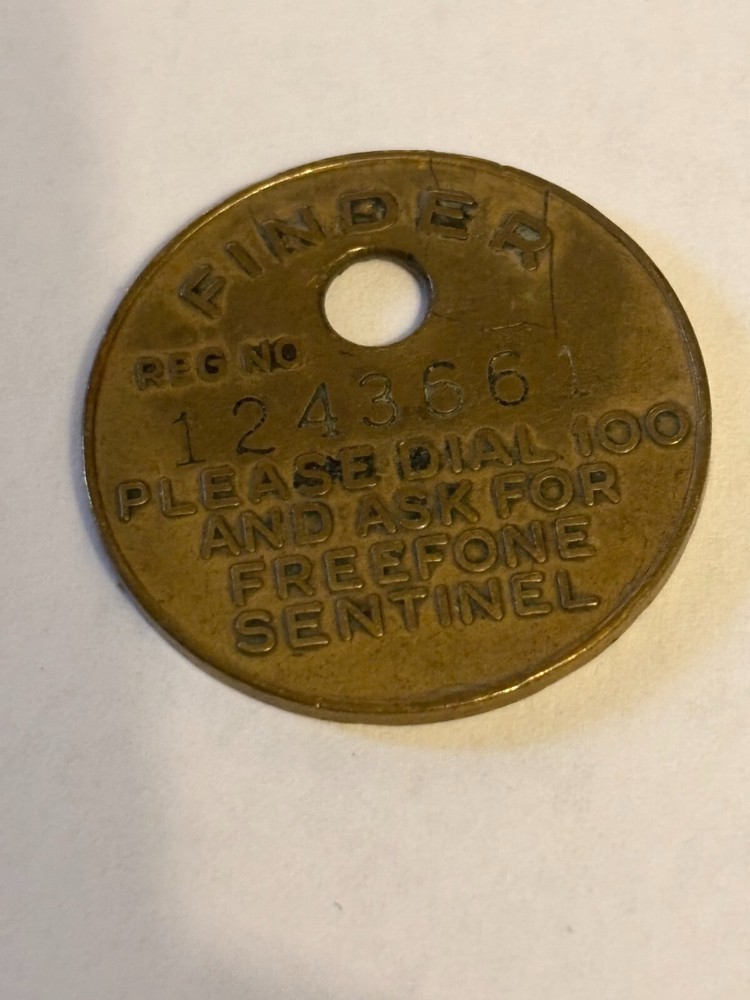 FINDER
REG NO
1243661
PLEASE DIAL 100
AND ASK FOR
FREEFONE
SENTINEL